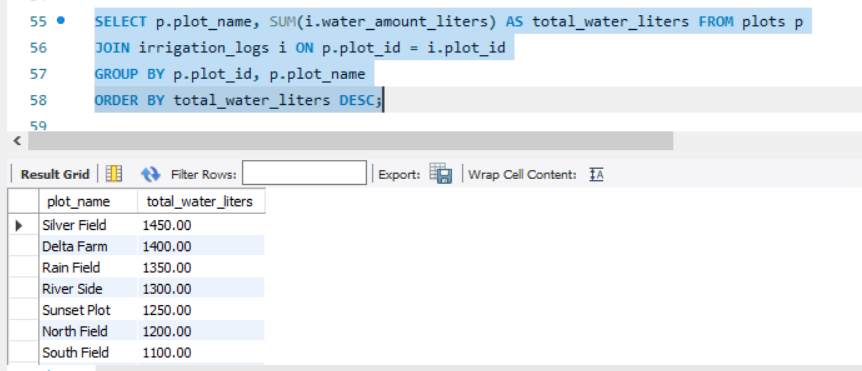 55 SELECT p.plot_name, SUM(i.water_amount_liters) AS total_water_liters FROM plots p
56 JOIN irrigation_logs i ON p.plot_id = i.plot_id
57 GROUP BY p.plot_id, p.plot_name
58 ORDER BY total_water_liters DESC;
59
Result Grid Filter Rows: Export: Wrap Cell Content: IA
plot_name total_water_liters
Silver Field 1450.00
Delta Farm 1400.00
Rain Field 1350.00
River Side 1300.00
Sunset Plot 1250.00
North Field 1200.00
South Field 1100.00